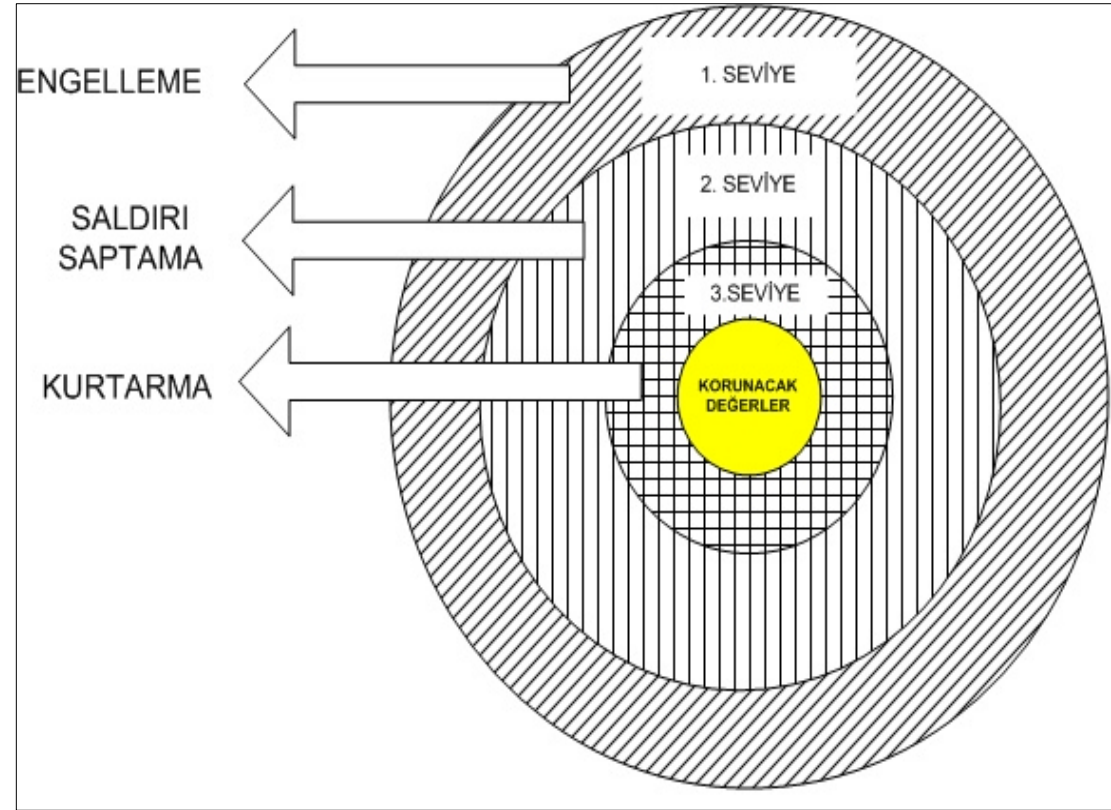 ENGELLEME
1. SEVİYE
2. SEVİYE
SALDIRI
SAPTAMA
3.SEVİYE
KURTARMA
KORUNACAK
DEĞERLER